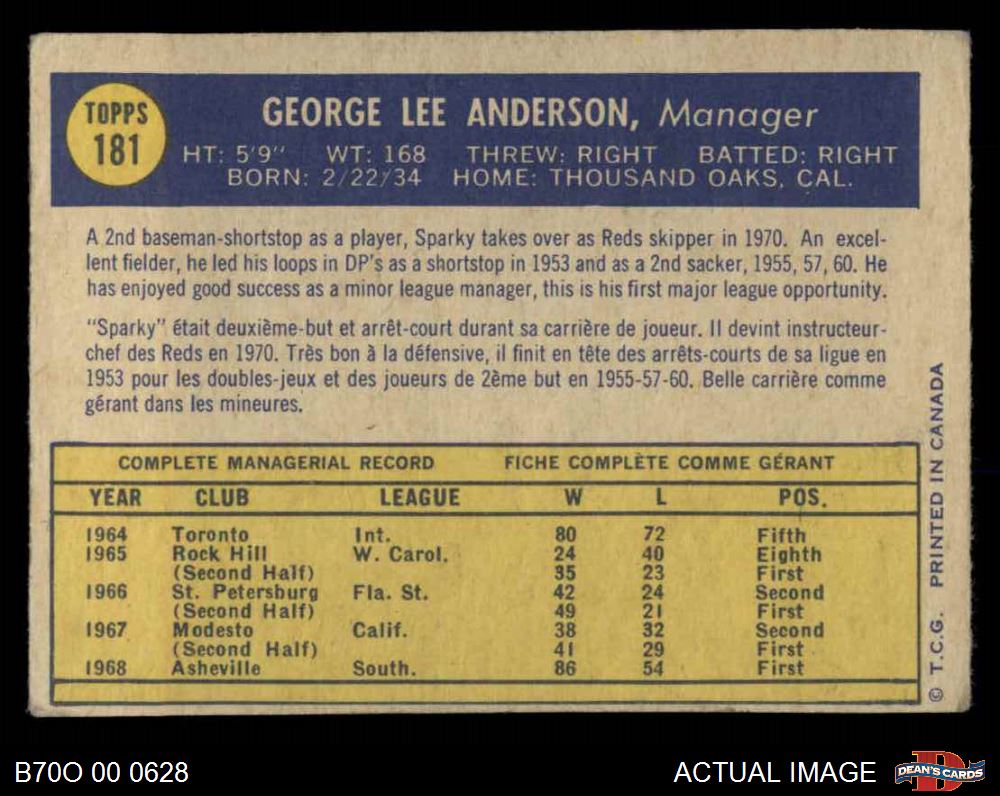 TOPPS
181
GEORGE LEE ANDERSON, Manager
HT: 5'9" WT: 168 THREW: RIGHT BATTED: RIGHT
BORN: 2/22/34 HOME: THOUSAND OAKS, CAL.
A 2nd baseman-shortstop as a player, Sparky takes over as Reds skipper in 1970. An excel-
lent fielder, he led his loops in DP's as a shortstop in 1953 and as a 2nd sacker, 1955, 57, 60. He
has enjoyed good success as a minor league manager, this is his first major league opportunity.
"Sparky" était deuxième-but et arrêt-court durant sa carrière de joueur. Il devint instructeur-
chef des Reds en 1970. Très bon à la défensive, il finit en tête des arrêts-courts de sa ligue en
1953 pour les doubles-jeux et des joueurs de 2ème but en 1955-57-60. Belle carrière comme
gérant dans les mineures.
COMPLETE MANAGERIAL RECORD FICHE COMPLÈTE COMME GÉRANT
YEAR CLUB LEAGUE W L POS.
1964 Toronto Int. 80 72 Fifth
1965 Rock Hill W. Carol. 24 40 Eighth
(Second Half) 35 23 First
1966 St. Petersburg Fla. St. 42 24 Second
(Second Half) 49 21 First
1967 Modesto Calif. 38 32 Second
(Second Half) 41 29 First
1968 Asheville South. 86 54 First
© T.C.G. PRINTED IN CANADA
B70O 00 0628
ACTUAL IMAGE
D
DEAN'S CARDS